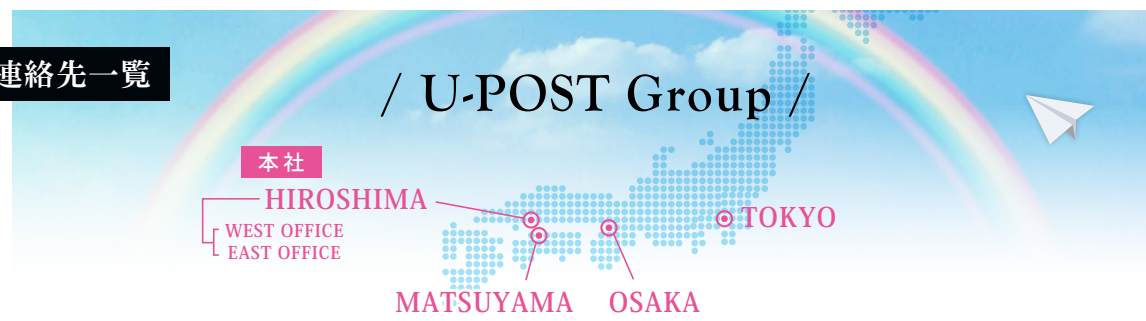 連絡先一覧
/ U-POST Group /
本社
HIROSHIMA
WEST OFFICE
EAST OFFICE
TOKYO
MATSUYAMA
OSAKA